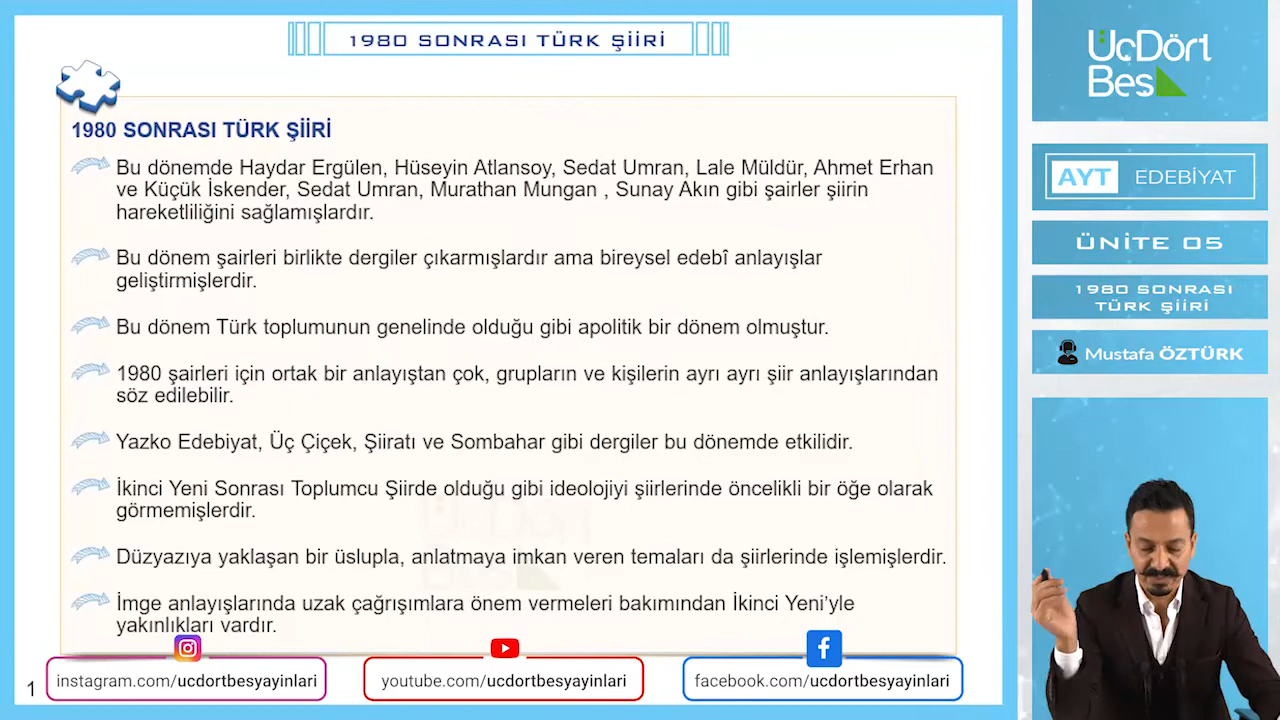 1980 SONRASI TÜRK ŞİİRİ
1980 SONRASI TÜRK ŞİİRİ
Bu dönemde Haydar Ergülen, Hüseyin Atlansoy, Sedat Umran, Lale Müldür, Ahmet Erhan
ve Küçük İskender, Sedat Umran, Murathan Mungan , Sunay Akın gibi şairler şiirin
hareketliliğini sağlamışlardır.
Bu dönem şairleri birlikte dergiler çıkarmışlardır ama bireysel edebî anlayışlar
geliştirmişlerdir.
Bu dönem Türk toplumunun genelinde olduğu gibi apolitik bir dönem olmuştur.
1980 şairleri için ortak bir anlayıştan çok, grupların ve kişilerin ayrı ayrı şiir anlayışlarından
söz edilebilir.
Yazko Edebiyat, Üç Çiçek, Şiiratı ve Sombahar gibi dergiler bu dönemde etkilidir.
İkinci Yeni Sonrası Toplumcu Şiirde olduğu gibi ideolojiyi şiirlerinde öncelikli bir öğe olarak
görmemişlerdir.
Düzyazıya yaklaşan bir üslupla, anlatmaya imkan veren temaları da şiirlerinde işlemişlerdir.
İmge anlayışlarında uzak çağrışımlara önem vermeleri bakımından İkinci Yeni'yle
yakınlıkları vardır.
1
instagram.com/ucdortbesyayinlari
youtube.com/ucdortbesyayinlari
facebook.com/ucdortbesyayinlari
ÜçDört
Beş
AYT EDEBİYAT
ÜNİTE 05
1980 SONRASI
TÜRK ŞİİRİ
Mustafa ÖZTÜRK